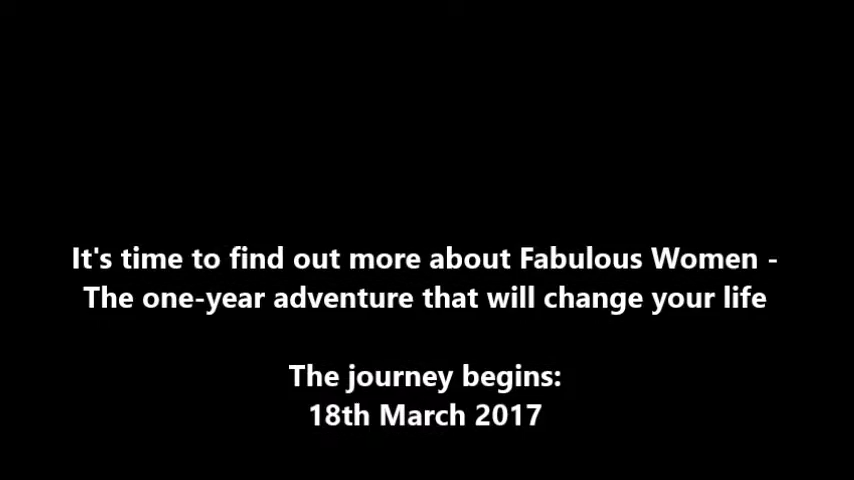 It's time to find out more about Fabulous Women -
The one-year adventure that will change your life
The journey begins:
18th March 2017